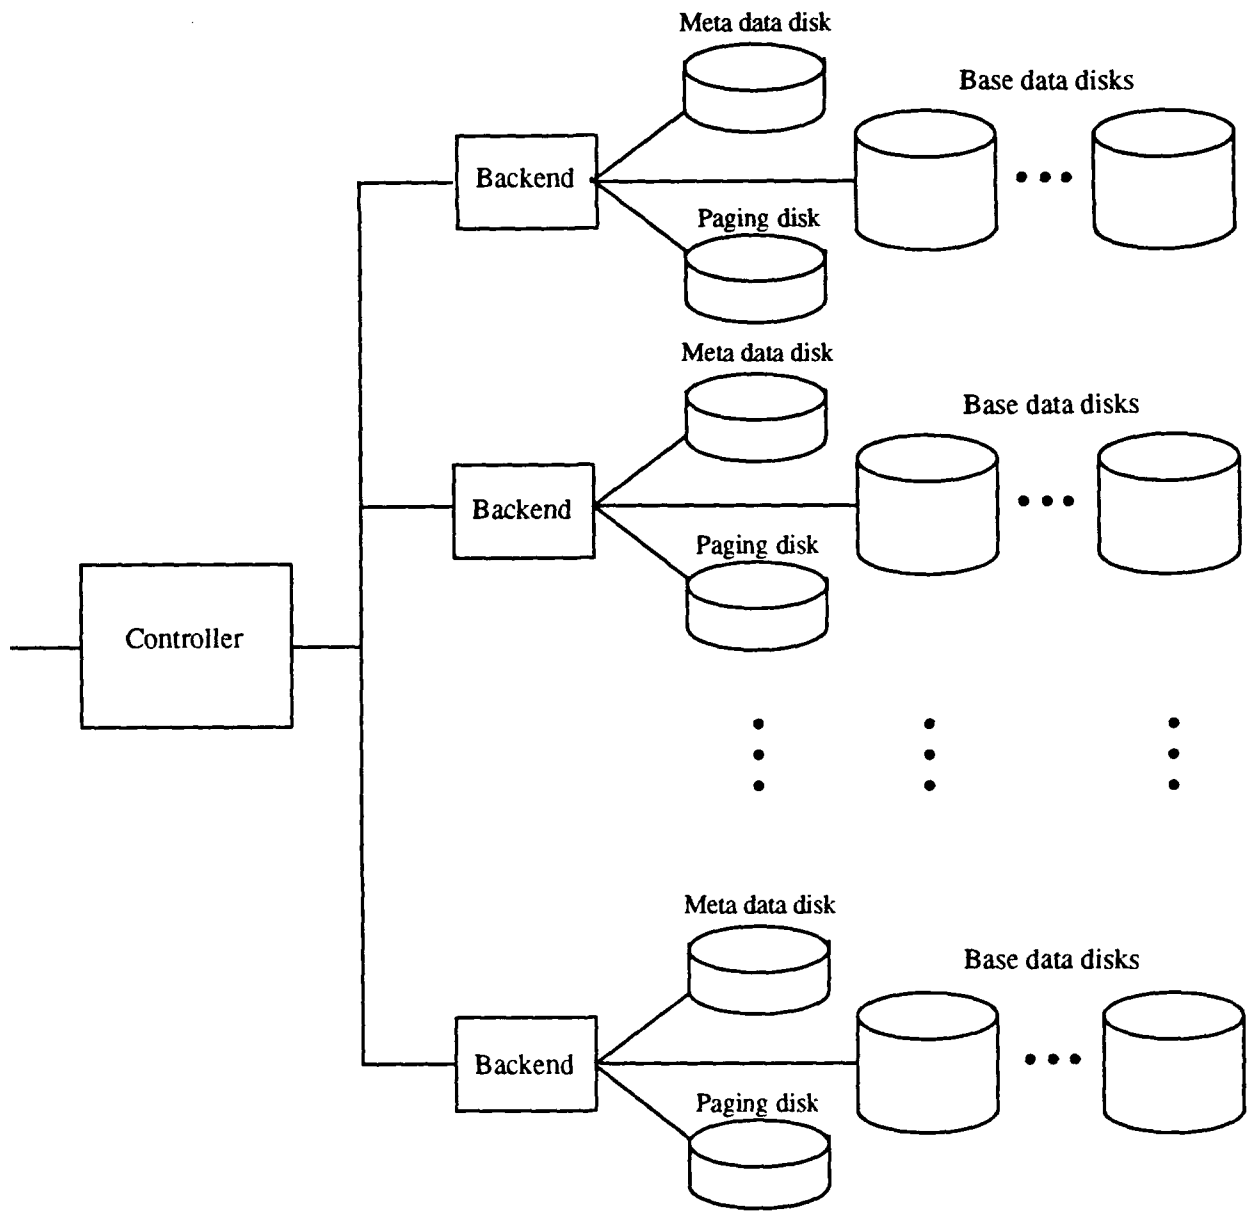 Meta data disk
Base data disks
Backend
Paging disk
Meta data disk
Base data disks
Backend
Paging disk
Controller
Meta data disk
Base data disks
Backend
Paging disk